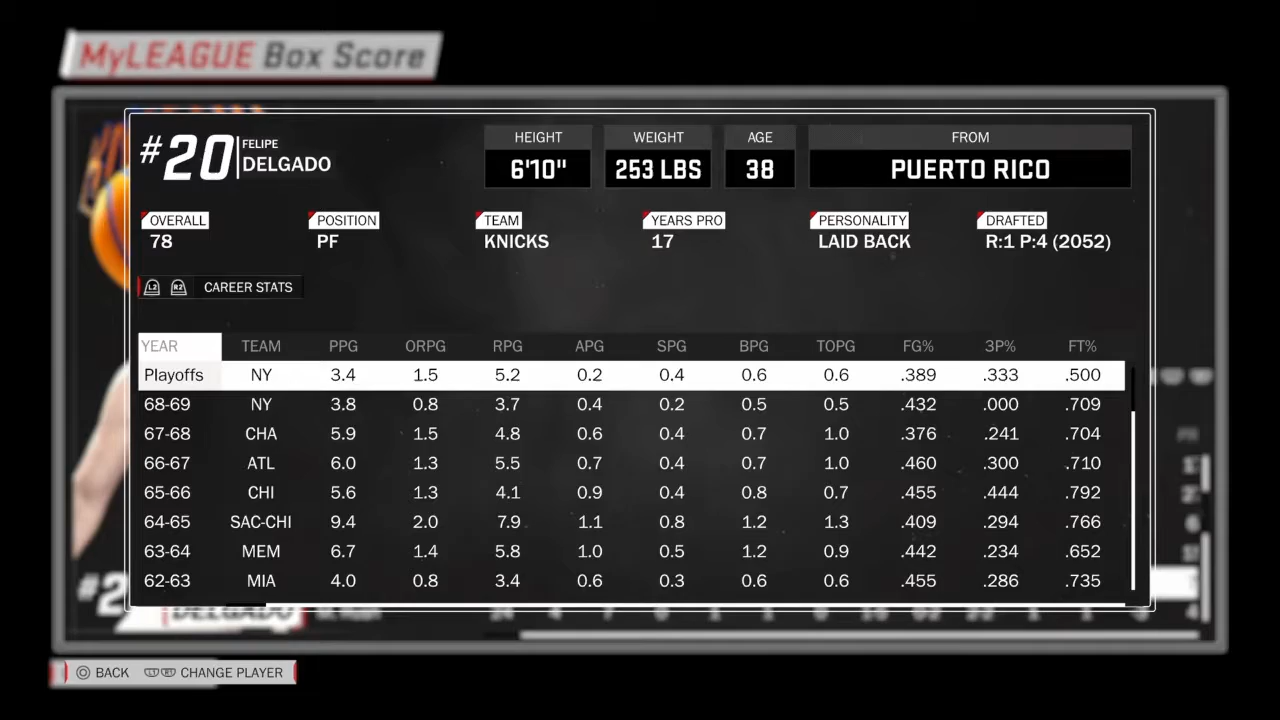 MyLEAGUE Box Score
#20 FELIPE DELGADO
HEIGHT WEIGHT AGE FROM
6'10" 253 LBS 38 PUERTO RICO
OVERALL POSITION TEAM YEARS PRO PERSONALITY DRAFTED
78 PF KNICKS 17 LAID BACK R:1 P:4 (2052)
L2 R2 CAREER STATS
YEAR TEAM PPG ORPG RPG APG SPG BPG TOPG FG% 3P% FT%
Playoffs NY 3.4 1.5 5.2 0.2 0.4 0.6 0.6 .389 .333 .500
68-69 NY 3.8 0.8 3.7 0.4 0.2 0.5 0.5 .432 .000 .709
67-68 CHA 5.9 1.5 4.8 0.6 0.4 0.7 1.0 .376 .241 .704
66-67 ATL 6.0 1.3 5.5 0.7 0.4 0.7 1.0 .460 .300 .710
65-66 CHI 5.6 1.3 4.1 0.9 0.4 0.8 0.7 .455 .444 .792
64-65 SAC-CHI 9.4 2.0 7.9 1.1 0.8 1.2 1.3 .409 .294 .766
63-64 MEM 6.7 1.4 5.8 1.0 0.5 1.2 0.9 .442 .234 .652
62-63 MIA 4.0 0.8 3.4 0.6 0.3 0.6 0.6 .455 .286 .735
#2 DELGADO
BACK L1 R1 CHANGE PLAYER